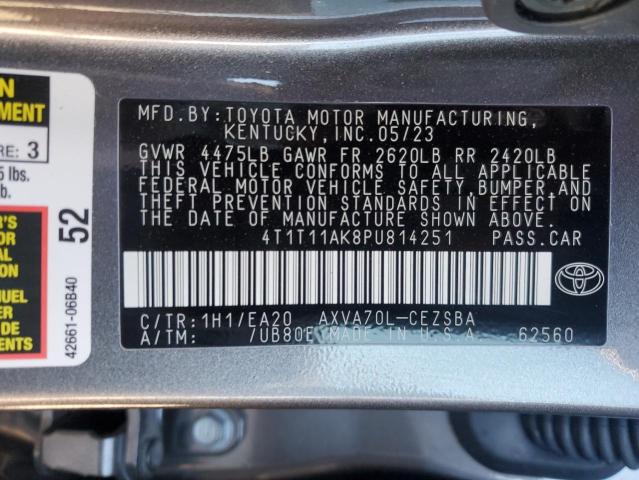 MFD.BY:TOYOTA MOTOR MANUFACTURING,
KENTUCKY, INC.05/23
GVWR 4475LB GAWR FR 2620LB RR 2420LB
THIS VEHICLE CONFORMS TO ALL APPLICABLE
FEDERAL MOTOR VEHICLE SAFETY,BUMPER,AND
THEFT PREVENTION STANDARDS IN EFFECT ON
THE DATE OF MANUFACTURE SHOWN ABOVE.
4T1T11AK8PU814251 PASS.CAR
C/TR:1H1/EA20 AXVA70L-CEZSBA
A/TM: /UB80E MADE IN U.S.A 62560
TOYOTA
N
MENT
RE: 3
5 lbs.
b.
R'S
OR
AL
ION
UEL
UR
ENTS
52
42661-06B40